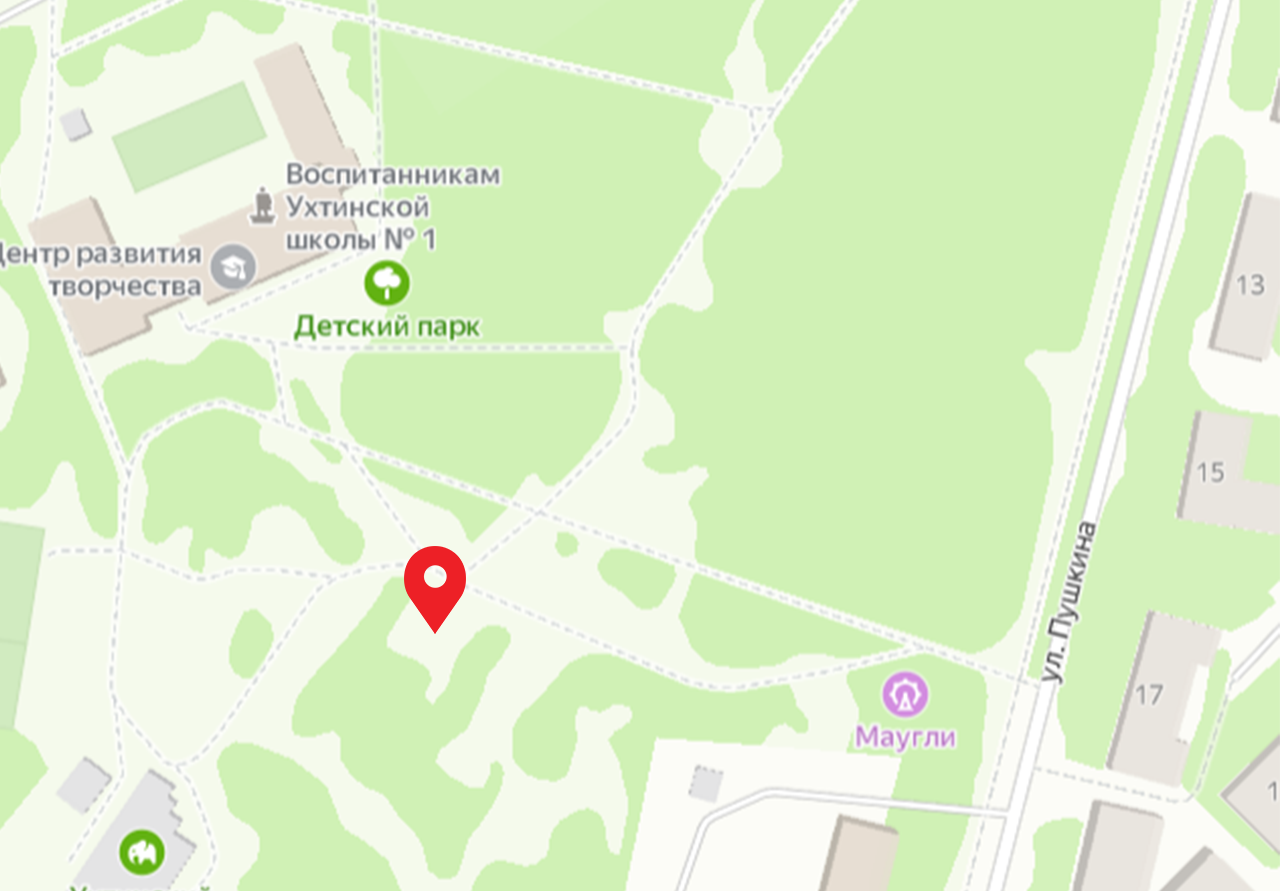 Воспитанникам
Ухтинской
школы № 1
Центр развития
творчества
Детский парк
13
15
ул. Пушкина
17
Маугли